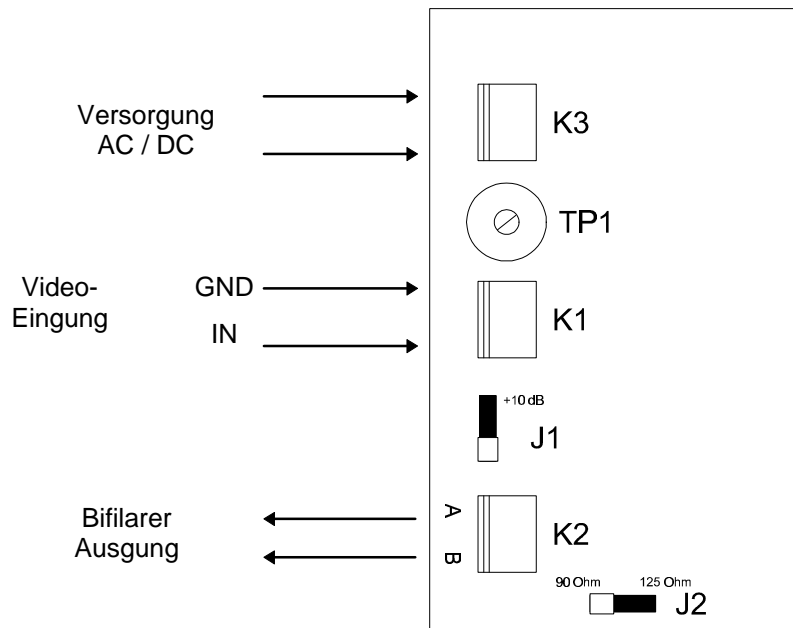 Versorgung
AC / DC
K3
TP1
Video-
Eingung
GND
IN
K1
+10 dB
J1
Bifilarer
Ausgung
A
B
K2
90 Ohm
125 Ohm
J2